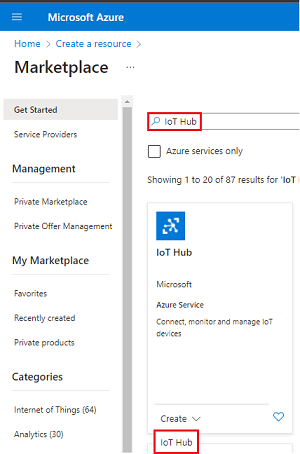 Microsoft Azure
Home > Create a resource >
Marketplace ...
Get Started
Service Providers
Management
Private Marketplace
Private Offer Management
My Marketplace
Favorites
Recently created
Private products
Categories
Internet of Things (64)
Analytics (30)
IoT Hub
Azure services only
Showing 1 to 20 of 87 results for 'IoT
IoT Hub
Microsoft
Azure Service
Connect, monitor and manage IoT
devices
Create
IoT Hub